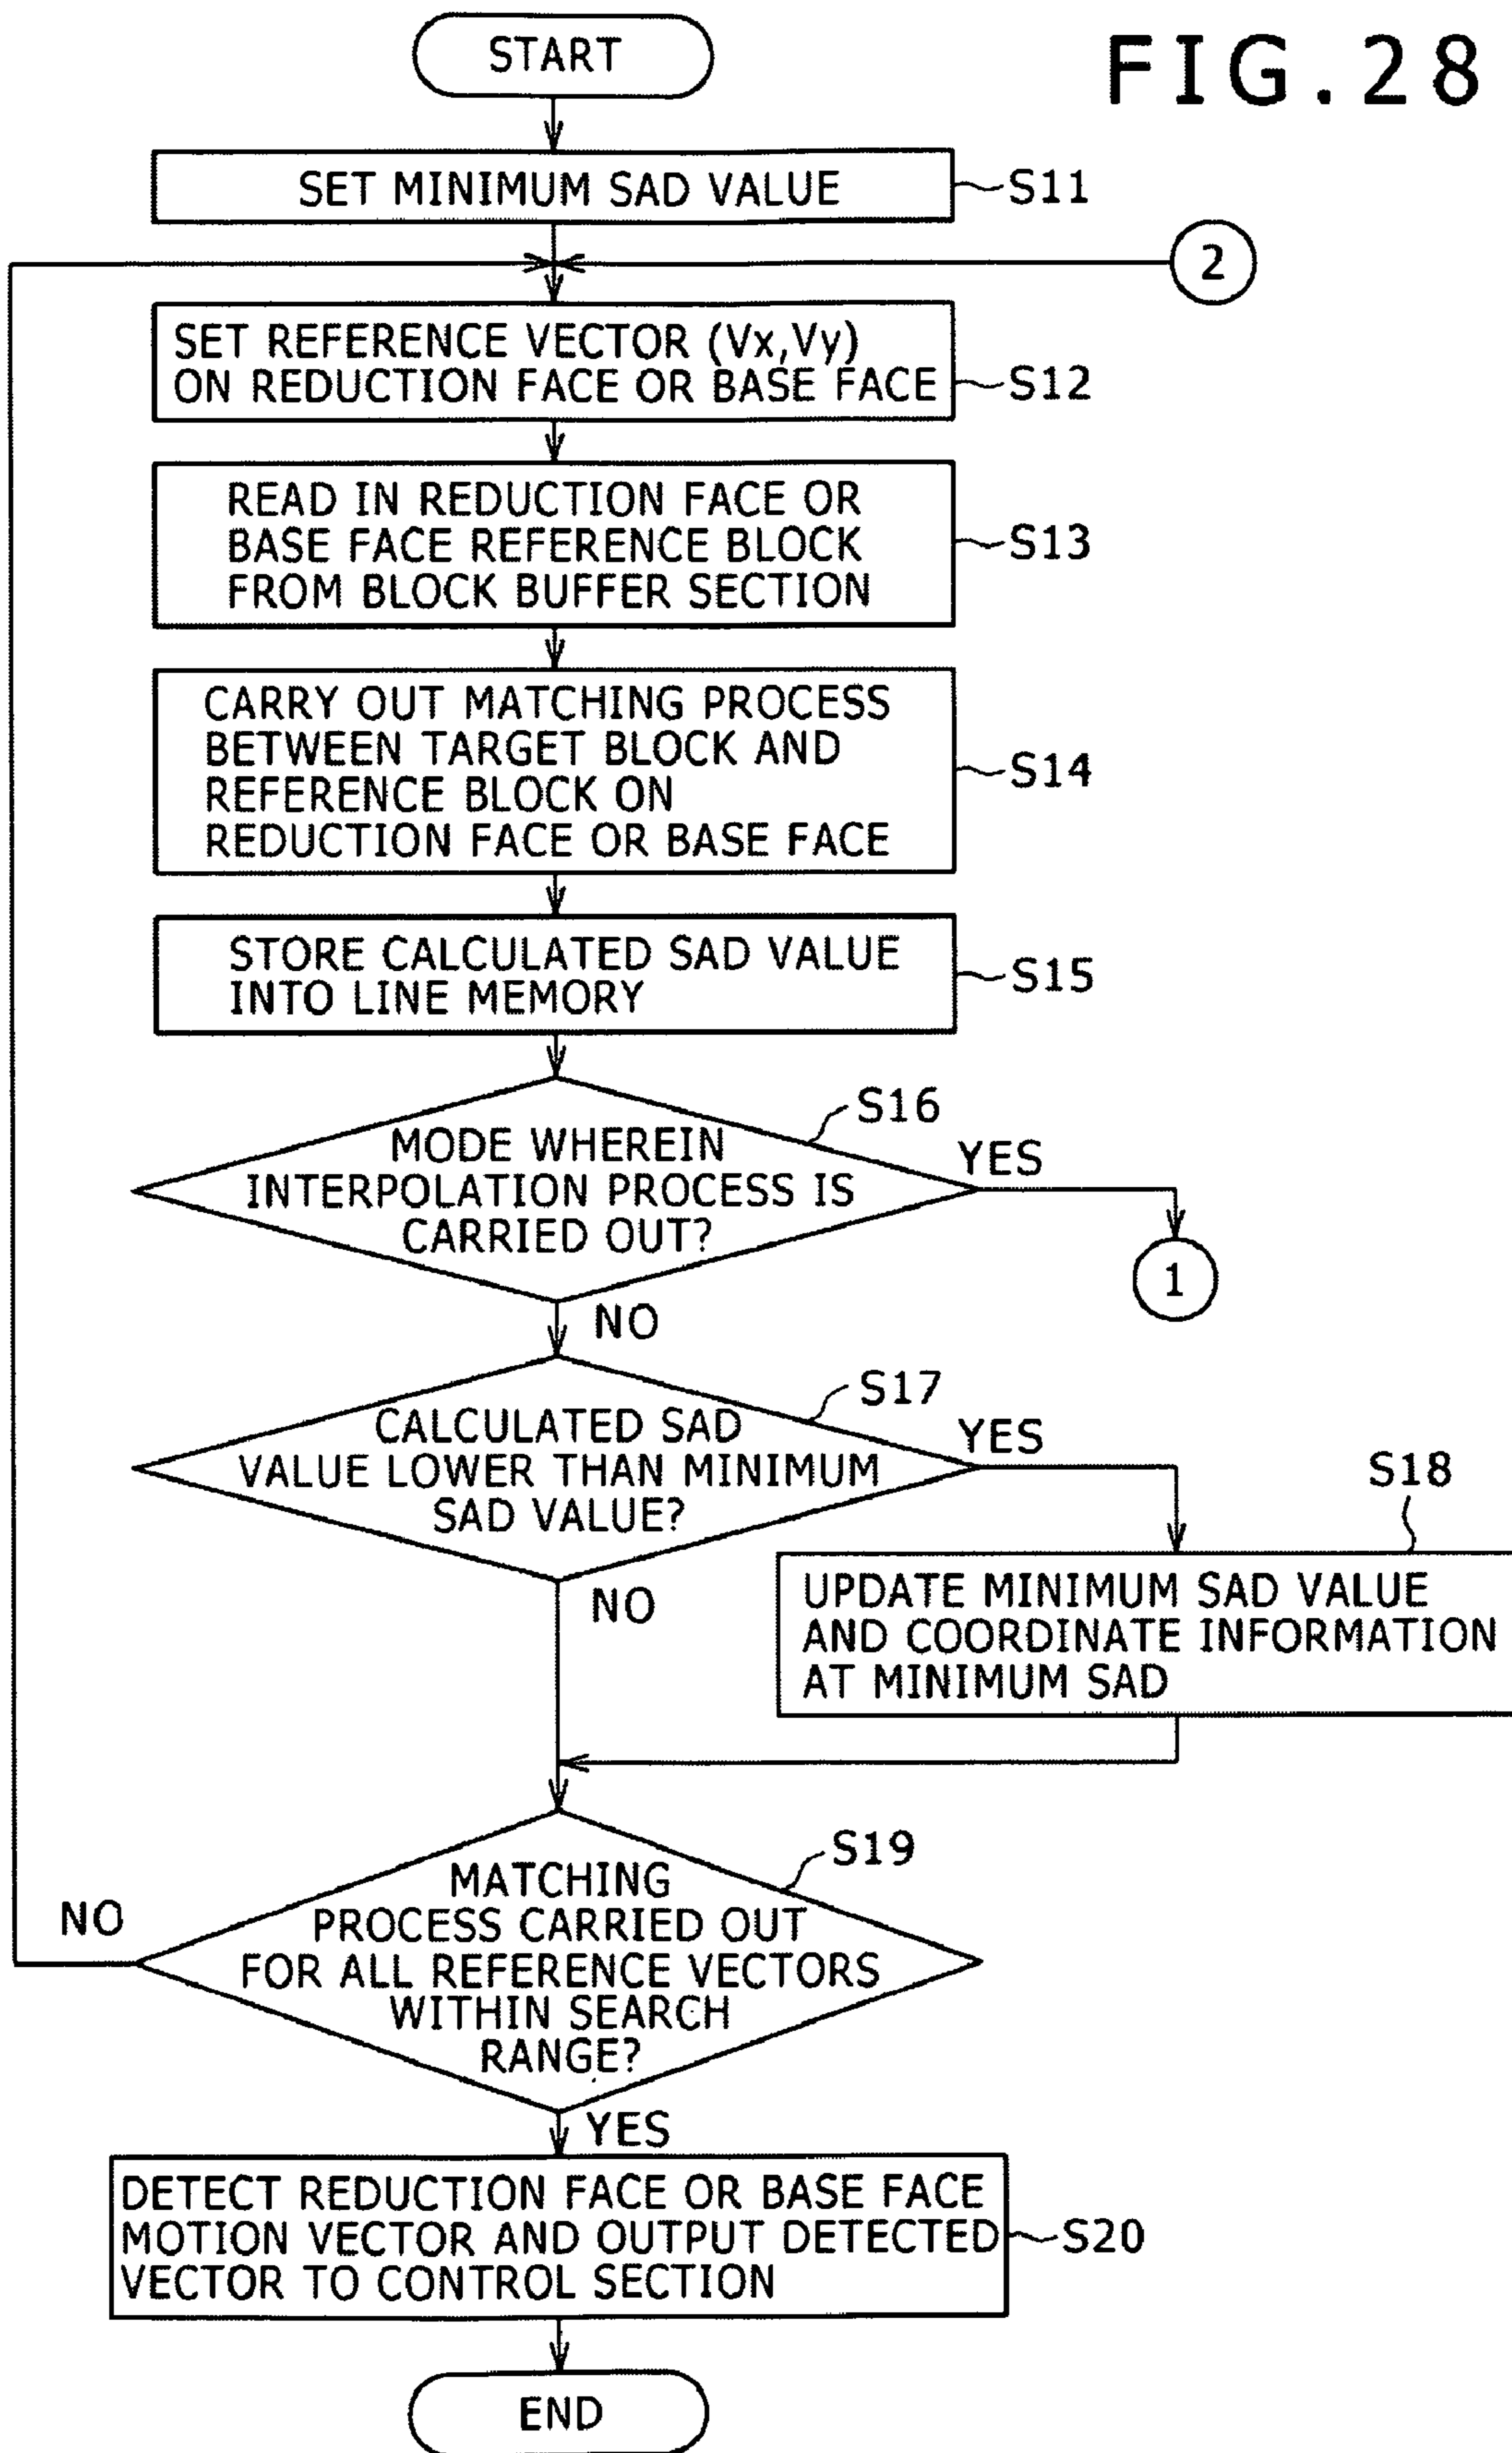 FIG.28
START
SET MINIMUM SAD VALUE
S11
2
SET REFERENCE VECTOR (Vx,Vy)
ON REDUCTION FACE OR BASE FACE
S12
READ IN REDUCTION FACE OR
BASE FACE REFERENCE BLOCK
FROM BLOCK BUFFER SECTION
S13
CARRY OUT MATCHING PROCESS
BETWEEN TARGET BLOCK AND
REFERENCE BLOCK ON
REDUCTION FACE OR BASE FACE
S14
STORE CALCULATED SAD VALUE
INTO LINE MEMORY
S15
S16
MODE WHEREIN
INTERPOLATION PROCESS IS
CARRIED OUT?
YES
1
NO
S17
CALCULATED SAD
VALUE LOWER THAN MINIMUM
SAD VALUE?
YES
S18
UPDATE MINIMUM SAD VALUE
AND COORDINATE INFORMATION
AT MINIMUM SAD
NO
S19
MATCHING
PROCESS CARRIED OUT
FOR ALL REFERENCE VECTORS
WITHIN SEARCH
RANGE?
NO
YES
DETECT REDUCTION FACE OR BASE FACE
MOTION VECTOR AND OUTPUT DETECTED
VECTOR TO CONTROL SECTION
S20
END